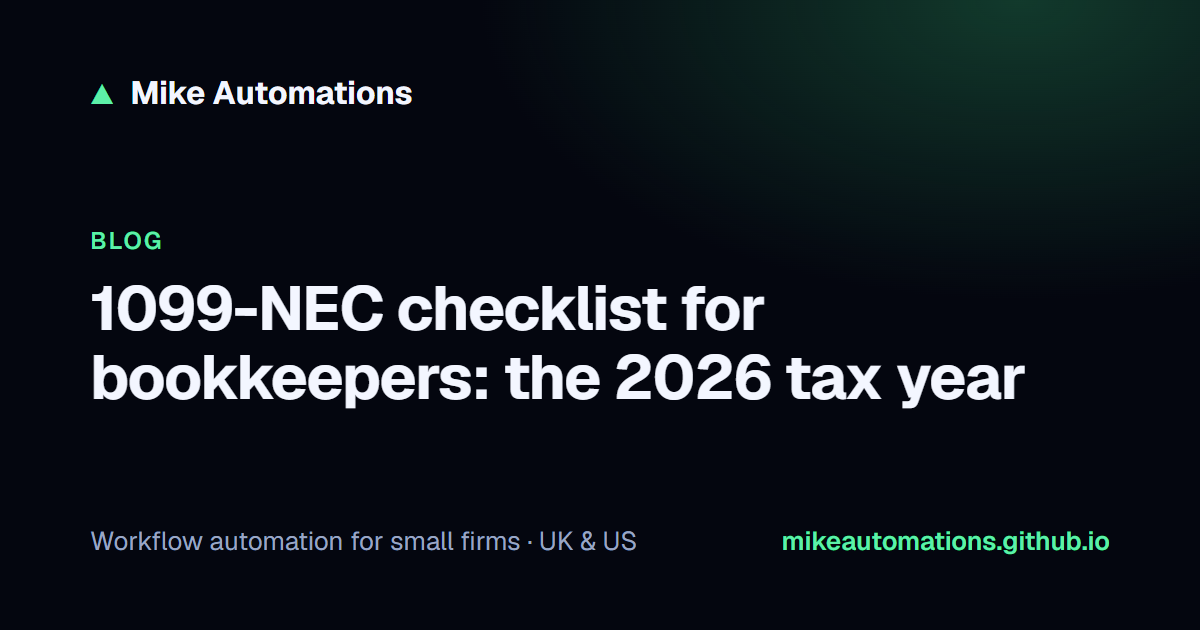 Mike Automations
BLOG
1099-NEC checklist for
bookkeepers: the 2026 tax year
Workflow automation for small firms · UK & US
mikeautomations.github.io